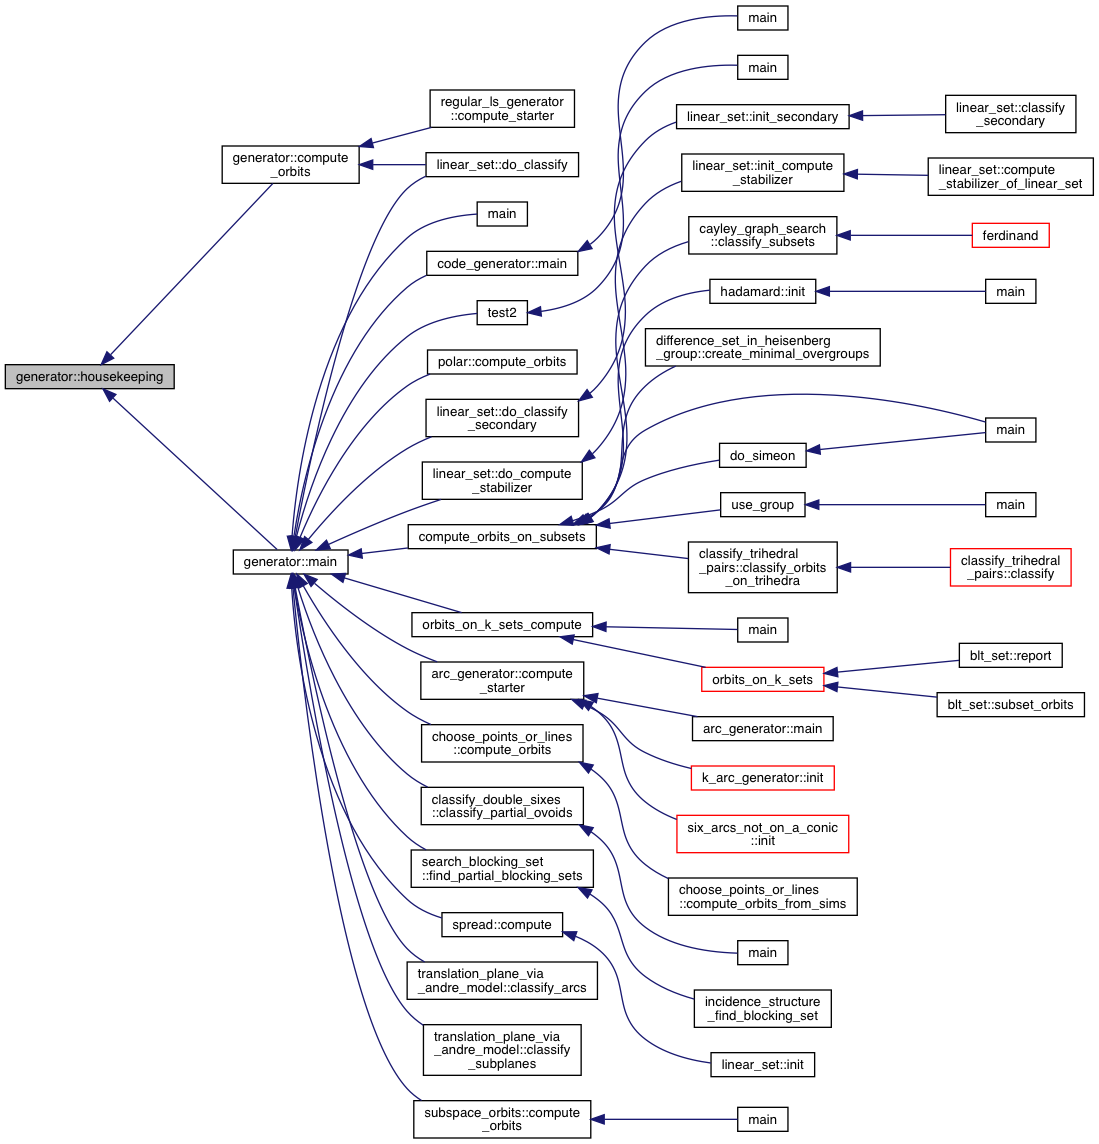 generator::housekeeping
generator::compute
_orbits
regular_ls_generator
::compute_starter
linear_set::do_classify
generator::main
main
code_generator::main
main
test2
main
polar::compute_orbits
linear_set::do_classify
_secondary
linear_set::init_secondary
linear_set::classify
_secondary
linear_set::do_compute
_stabilizer
linear_set::init_compute
_stabilizer
linear_set::compute
_stabilizer_of_linear_set
compute_orbits_on_subsets
cayley_graph_search
::classify_subsets
ferdinand
hadamard::init
main
difference_set_in_heisenberg
_group::create_minimal_overgroups
main
do_simeon
use_group
main
classify_trihedral
_pairs::classify_orbits
_on_trihedra
classify_trihedral
_pairs::classify
orbits_on_k_sets_compute
main
orbits_on_k_sets
blt_set::report
blt_set::subset_orbits
arc_generator::compute
_starter
arc_generator::main
k_arc_generator::init
six_arcs_not_on_a_conic
::init
choose_points_or_lines
::compute_orbits
choose_points_or_lines
::compute_orbits_from_sims
classify_double_sixes
::classify_partial_ovoids
main
search_blocking_set
::find_partial_blocking_sets
incidence_structure
_find_blocking_set
spread::compute
linear_set::init
translation_plane_via
_andre_model::classify_arcs
translation_plane_via
_andre_model::classify
_subplanes
subspace_orbits::compute
_orbits
main